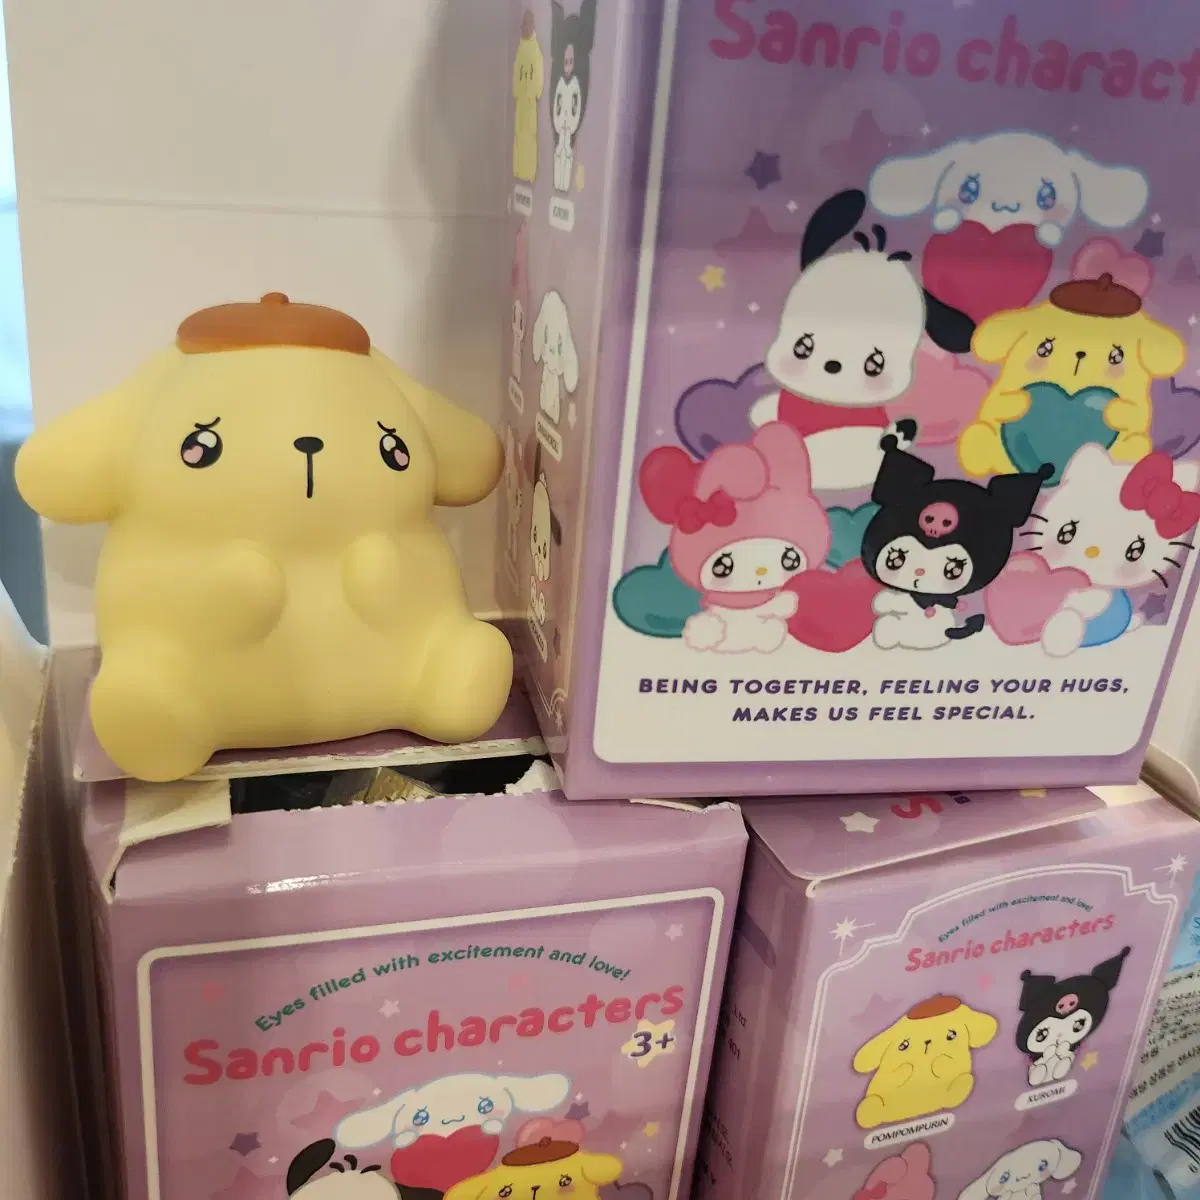 Sanrio charact
BEING TOGETHER, FEELING YOUR HUGS,
MAKES US FEEL SPECIAL.
Eyes filled with excitement and love!
Sanrio characters
3+
Eyes filled with excitement and love!
Sanrio characters
POMPOMPURIN
KUROMI